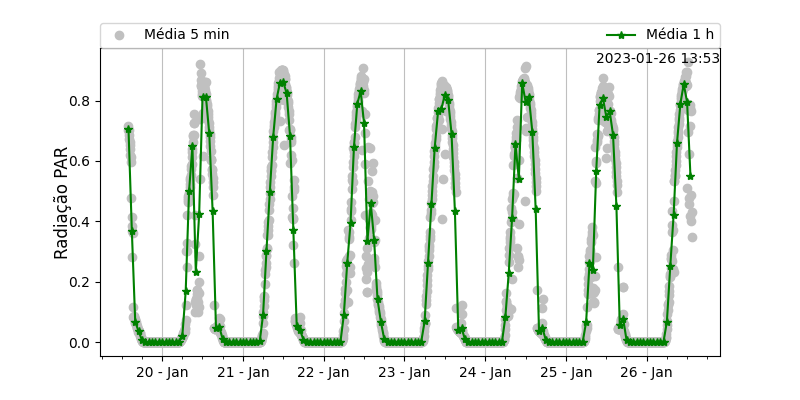 Média 5 min
Média 1 h
2023-01-26 13:53
Radiação PAR
0.8
0.6
0.4
0.2
0.0
20 - Jan
21 - Jan
22 - Jan
23 - Jan
24 - Jan
25 - Jan
26 - Jan